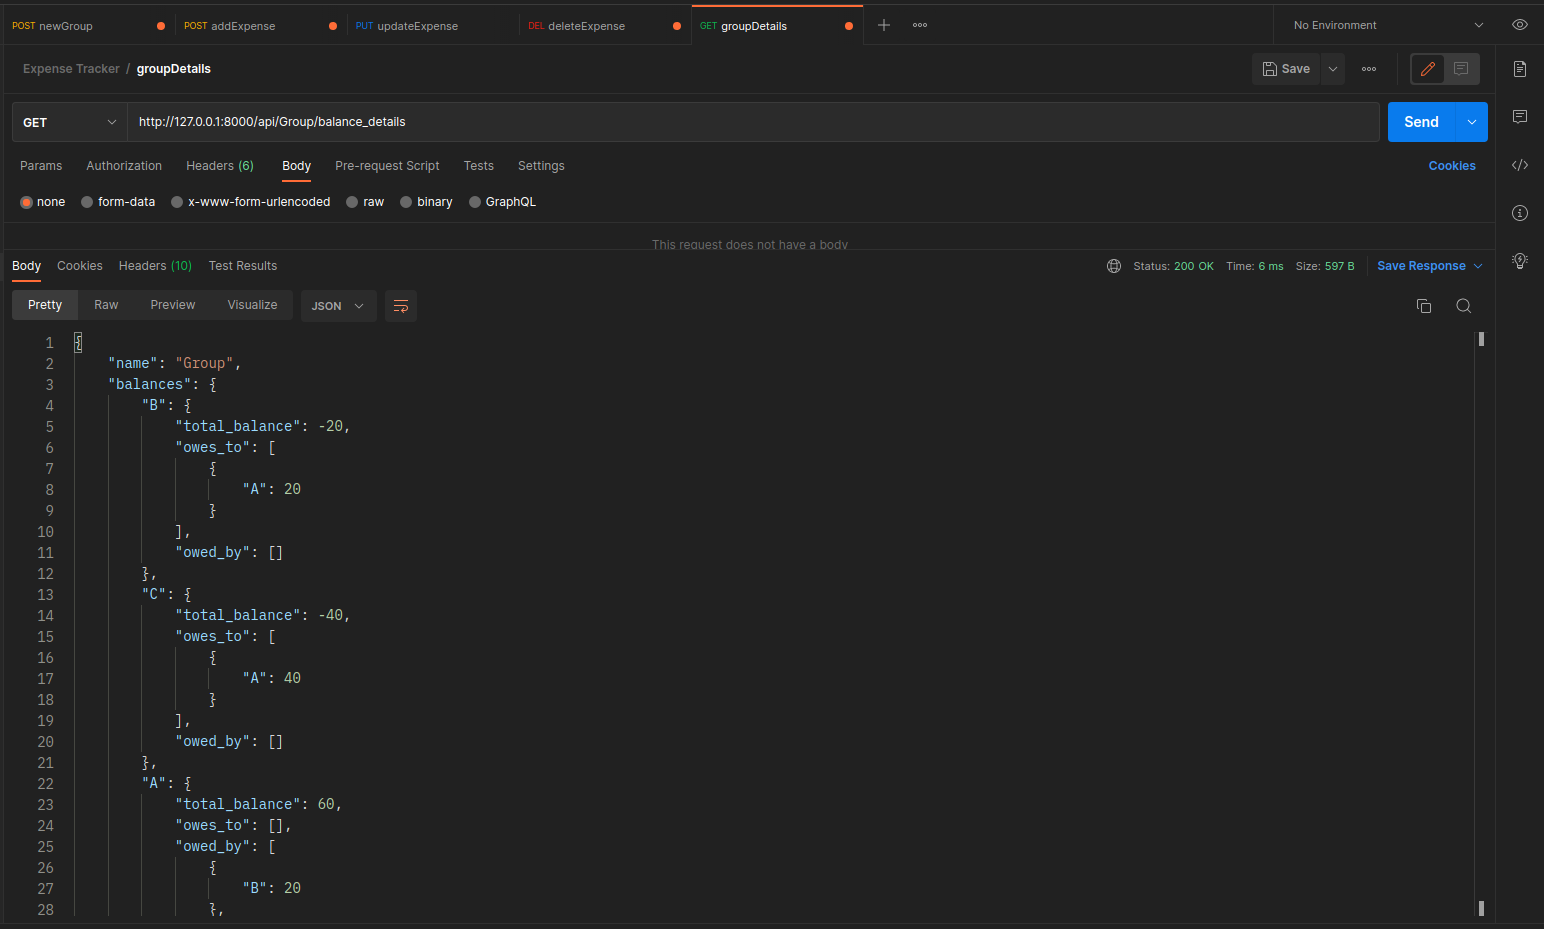 POST newGroup POST addExpense PUT updateExpense DEL deleteExpense GET groupDetails No Environment
Expense Tracker / groupDetails Save
GET http://127.0.0.1:8000/api/Group/balance_details Send
Params Authorization Headers (6) Body Pre-request Script Tests Settings Cookies
none form-data x-www-form-urlencoded raw binary GraphQL
This request does not have a body
Body Cookies Headers (10) Test Results Status: 200 OK Time: 6 ms Size: 597 B Save Response
Pretty Raw Preview Visualize JSON
1 {
2 "name": "Group",
3 "balances": {
4 "B": {
5 "total_balance": -20,
6 "owes_to": [
7 {
8 "A": 20
9 }
10 ],
11 "owed_by": []
12 },
13 "C": {
14 "total_balance": -40,
15 "owes_to": [
16 {
17 "A": 40
18 }
19 ],
20 "owed_by": []
21 },
22 "A": {
23 "total_balance": 60,
24 "owes_to": [],
25 "owed_by": [
26 {
27 "B": 20
28 },